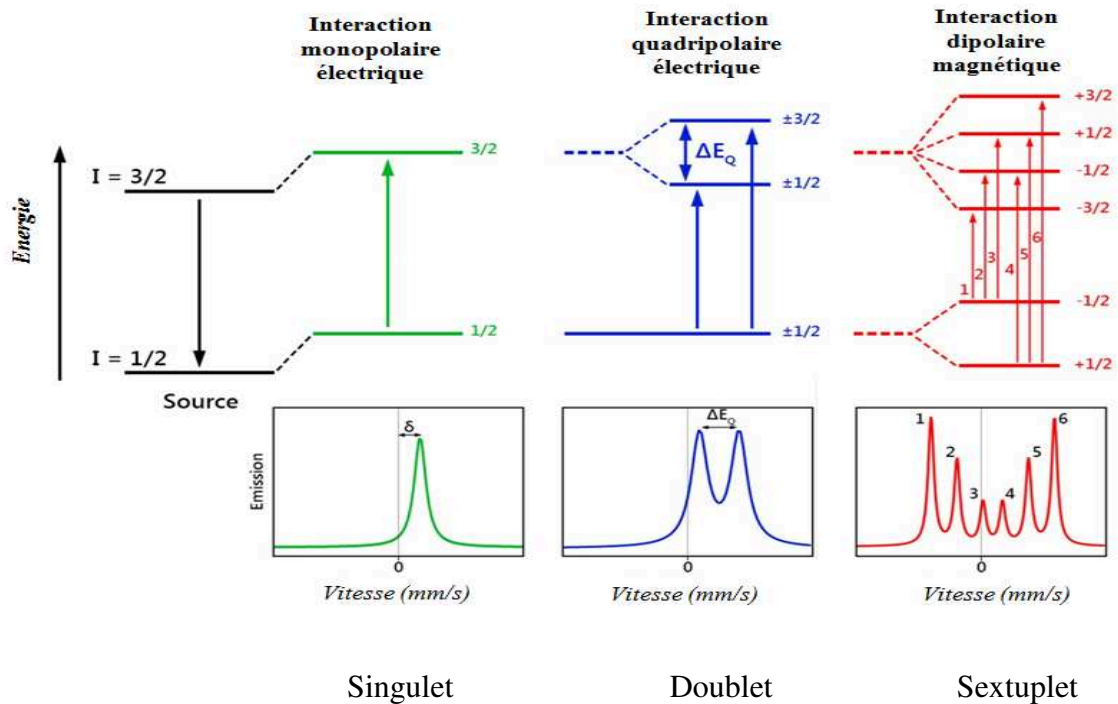 Interaction
monopolaire
électrique
Interaction
quadripolaire
électrique
Interaction
dipolaire
magnétique
Energie
I = 3/2
I = 1/2
Source
3/2
1/2
±3/2
ΔE_Q
±1/2
±1/2
+3/2
+1/2
-1/2
-3/2
1
2
3
4
5
6
-1/2
+1/2
Emission
δ
0
Vitesse (mm/s)
ΔE_Q
0
Vitesse (mm/s)
1
2
3
4
5
6
0
Vitesse (mm/s)
Singulet
Doublet
Sextuplet